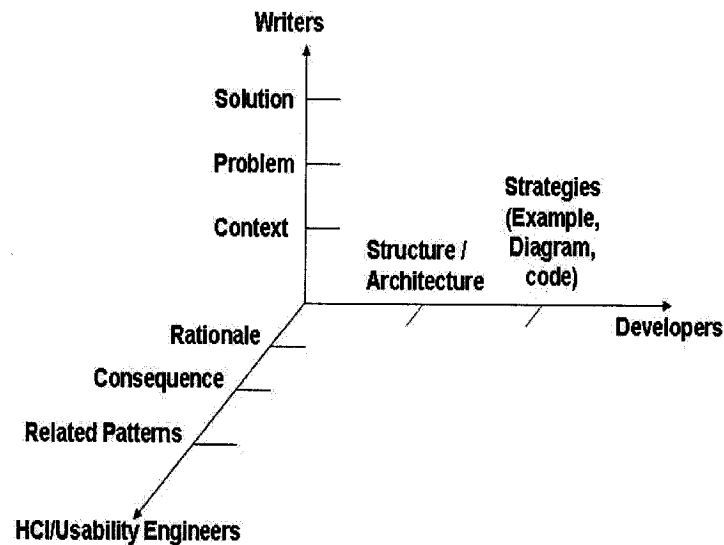 Writers
Solution
Problem
Context
Strategies
(Example,
Diagram,
code)
Structure /
Architecture
Developers
Rationale
Consequence
Related Patterns
HCI/Usability Engineers